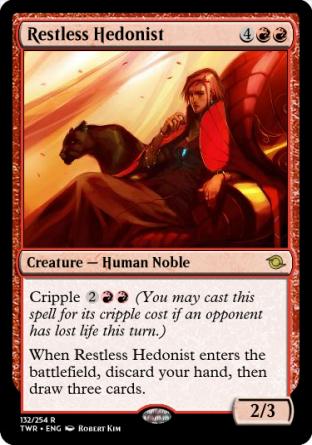 Restless Hedonist 4
Creature — Human Noble
Cripple 2 (You may cast this
spell for its cripple cost if an opponent
has lost life this turn.)
When Restless Hedonist enters the
battlefield, discard your hand, then
draw three cards.
2/3
132/254 R
TWR • ENG Robert Kim